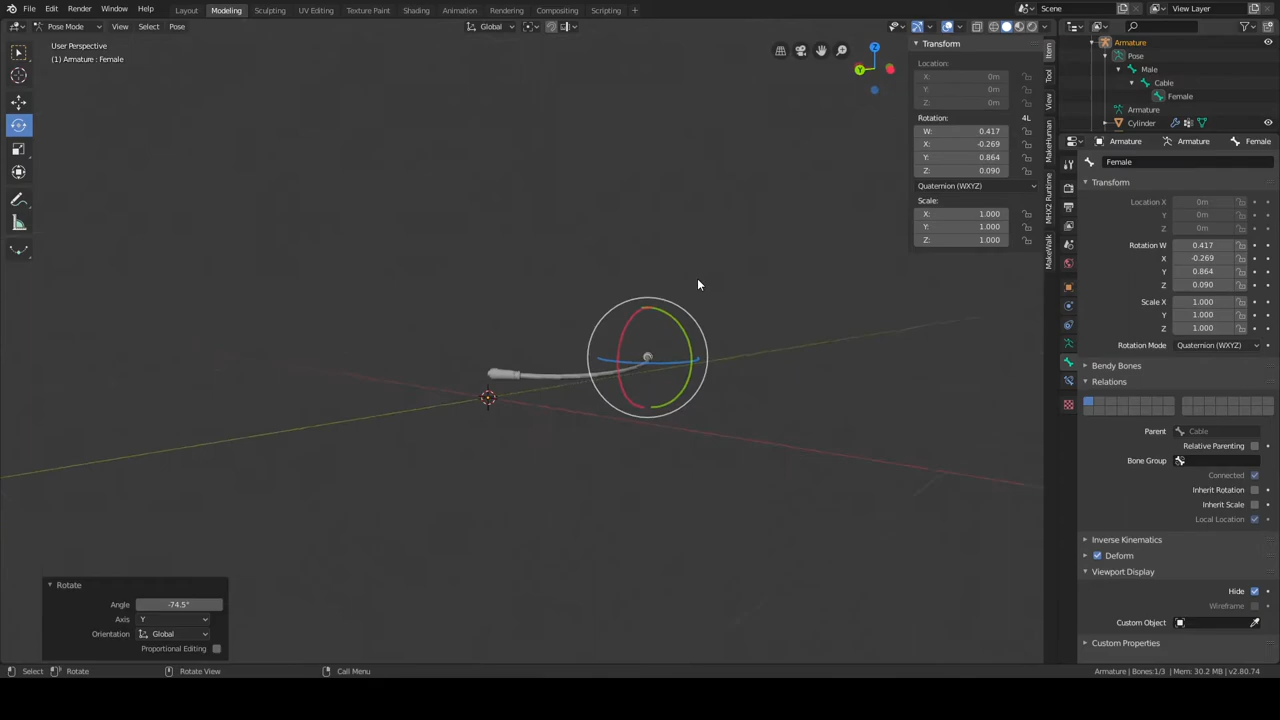 File Edit Render Window Help Layout Modeling Sculpting UV Editing Texture Paint Shading Animation Rendering Compositing Scripting + Scene View Layer
Pose Mode View Select Pose Global
User Perspective
(1) Armature : Female
Transform
Location:
X: 0m
Y: 0m
Z: 0m
Rotation: 4L
W: 0.417
X: -0.269
Y: 0.864
Z: 0.090
Quaternion (WXYZ)
Scale:
X: 1.000
Y: 1.000
Z: 1.000
Item
Tool
View
MakeHuman
MHX2 Runtime
MakeWalk
Z
Y
Armature
Pose
Male
Cable
Female
Armature
Cylinder
Armature Armature Female
Female
Transform
Location X 0m
Y 0m
Z 0m
Rotation W 0.417
X -0.269
Y 0.864
Z 0.090
Scale X 1.000
Y 1.000
Z 1.000
Rotation Mode Quaternion (WXYZ)
Bendy Bones
Relations
Parent Cable
Relative Parenting
Bone Group
Connected
Inherit Rotation
Inherit Scale
Local Location
Inverse Kinematics
Deform
Viewport Display
Hide
Wireframe
Custom Object
Custom Properties
Rotate
Angle -74.5°
Axis Y
Orientation Global
Proportional Editing
Select Rotate Rotate View Call Menu Armature | Bones:1/3 | Mem: 30.2 MB | v2.80.74